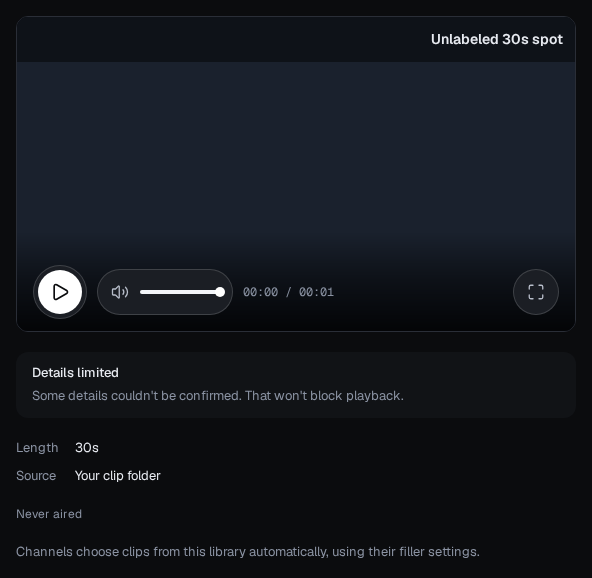 Unlabeled 30s spot
00:00 / 00:01
Details limited
Some details couldn't be confirmed. That won't block playback.
Length 30s
Source Your clip folder
Never aired
Channels choose clips from this library automatically, using their filler settings.